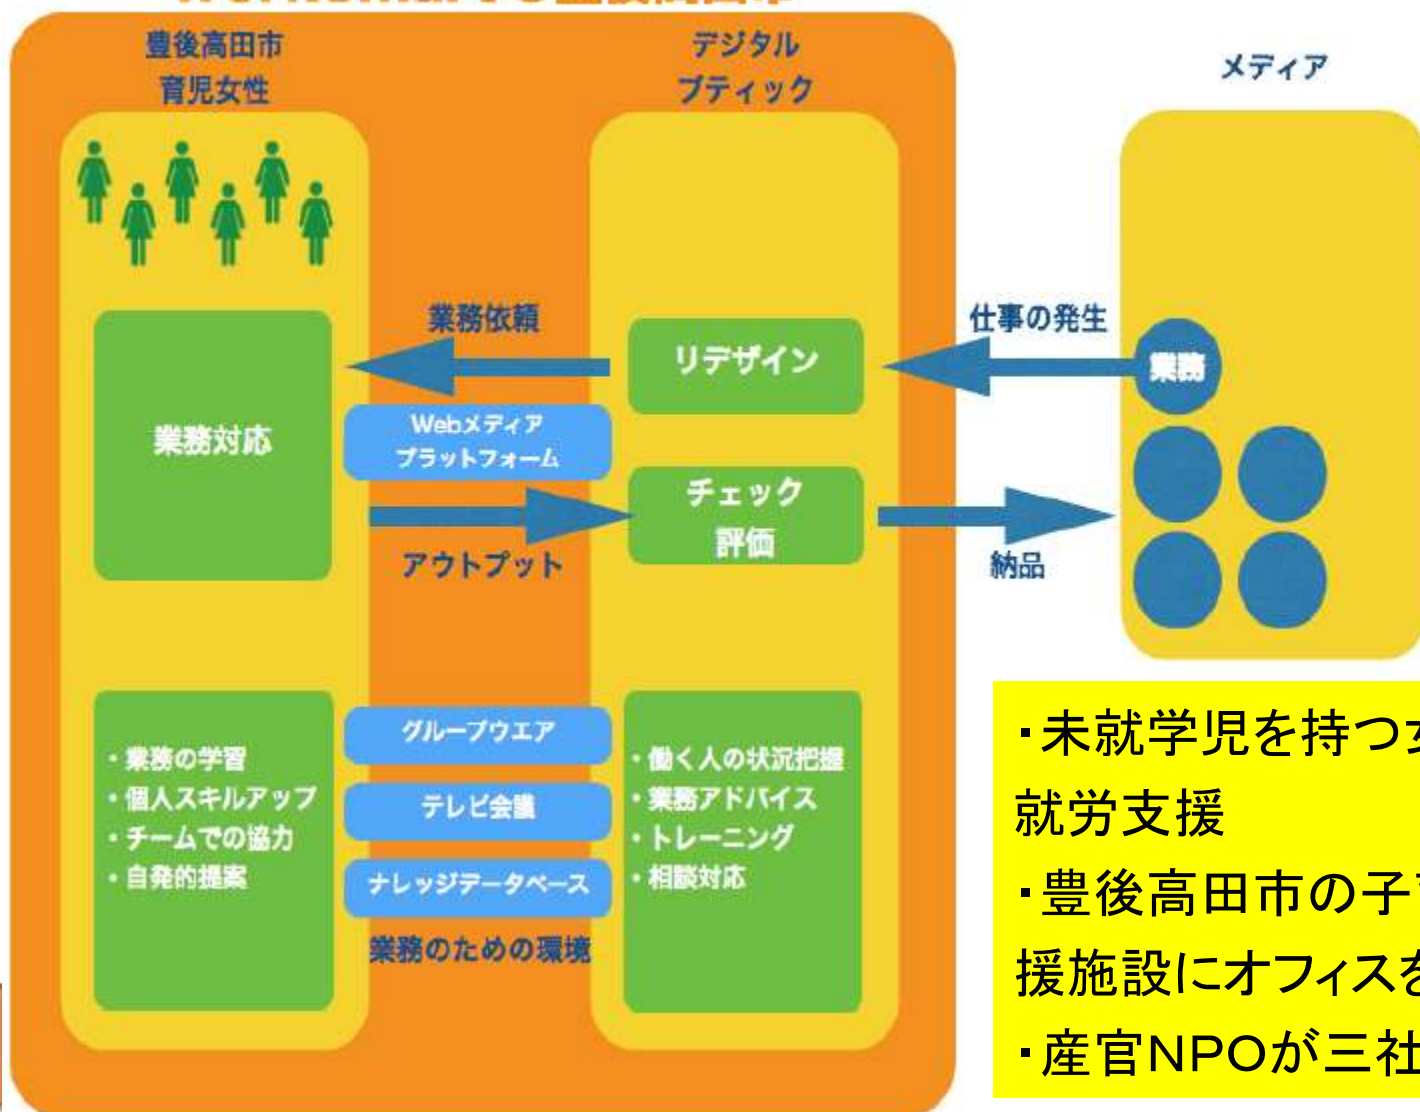 豊後高田市
育児女性
デジタル
ブティック
メディア
業務依頼
仕事の発生
リデザイン
業務
業務対応
Webメディア
プラットフォーム
チェック
評価
アウトプット
納品
・業務の学習
・個人スキルアップ
・チームでの協力
・自発的提案
グループウエア
テレビ会議
ナレッジデータベース
業務のための環境
・働く人の状況把握
・業務アドバイス
・トレーニング
・相談対応
・未就学児を持つ
就労支援
・豊後高田市の子
援施設にオフィスを
・産官NPOが三社